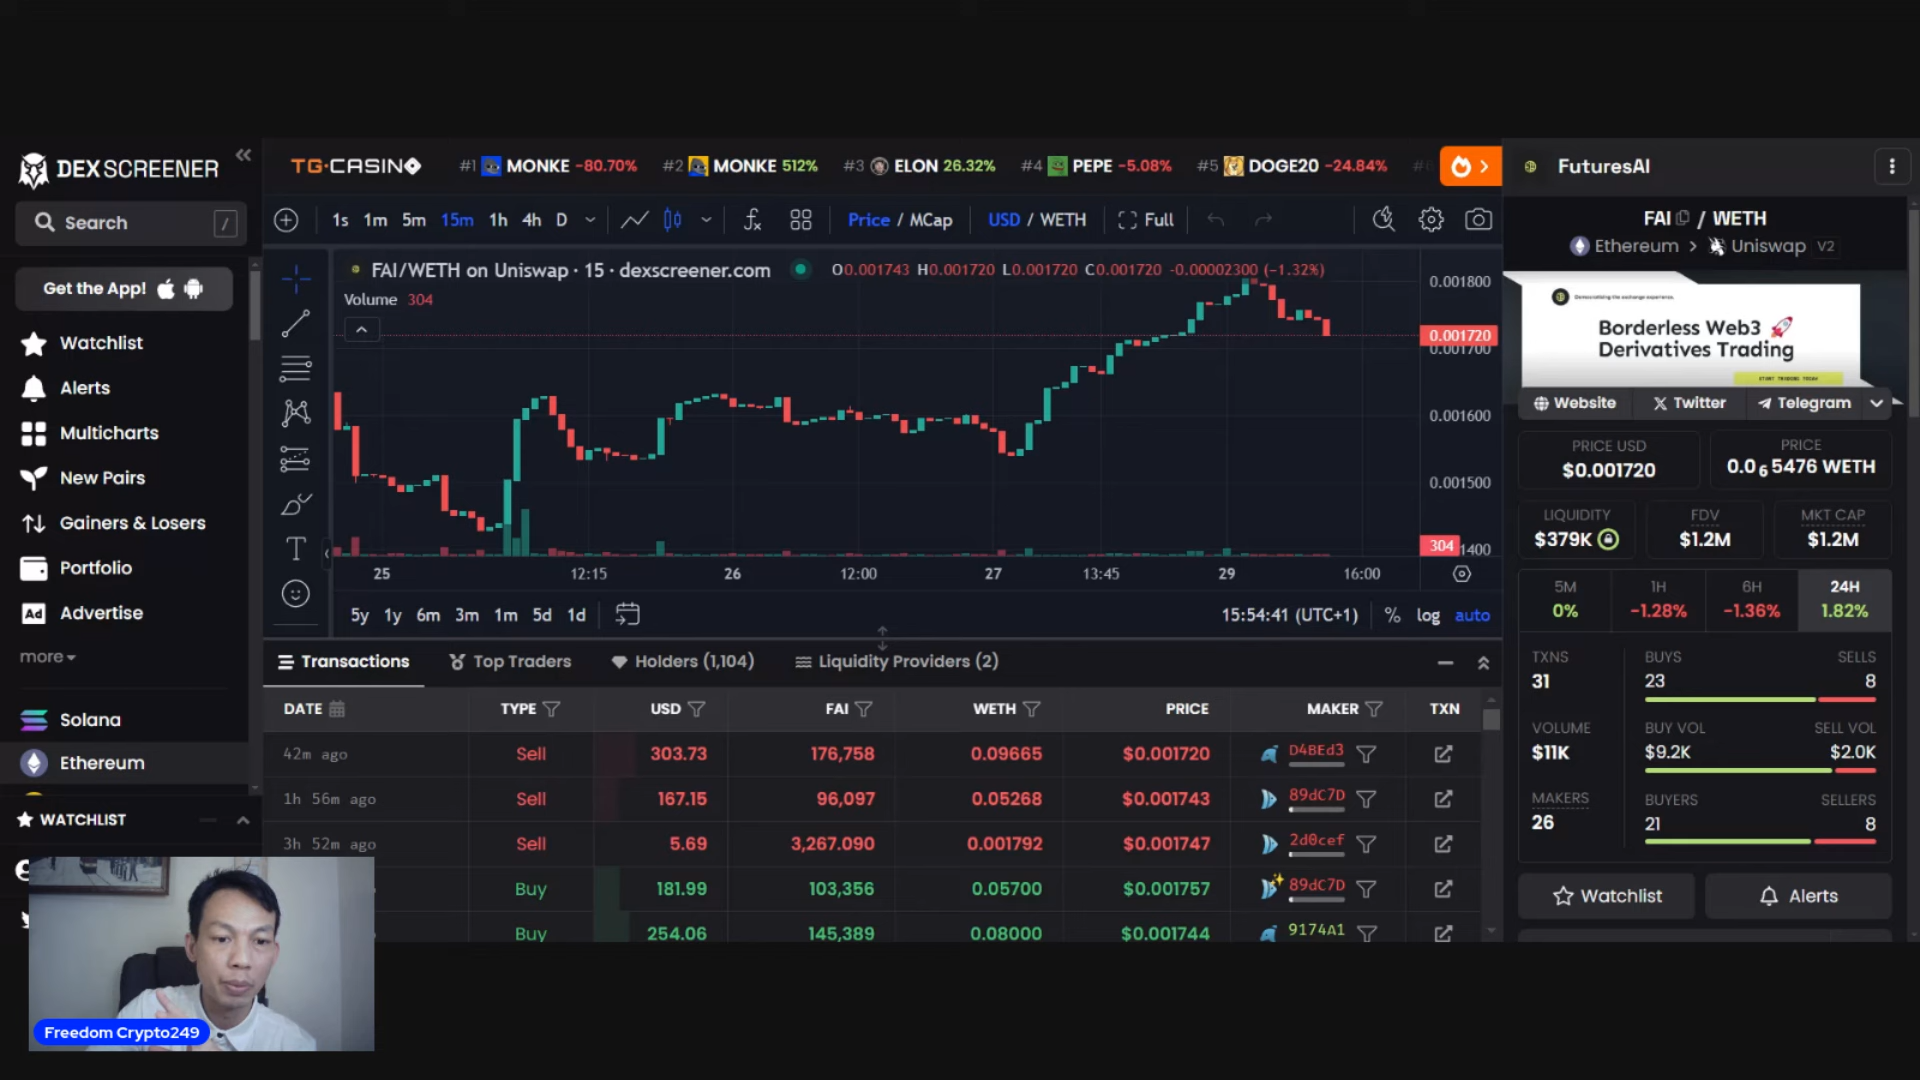 DEX SCREENER
Search /
Get the App!
Watchlist
Alerts
Multicharts
New Pairs
Gainers & Losers
Portfolio
Ad Advertise
more
Solana
Ethereum
WATCHLIST
Freedom Crypto249
TG·CASINO #1 MONKE -80.70% #2 MONKE 512% #3 ELON 26.32% #4 PEPE -5.08% #5 DOGE20 -24.84%
1s 1m 5m 15m 1h 4h D Price / MCap USD / WETH Full
FAI/WETH on Uniswap · 15 · dexscreener.com O0.001743 H0.001720 L0.001720 C0.001720 -0.00002300 (-1.32%)
Volume 304
0.001800
0.001720
0.001700
0.001600
0.001500
304 1400
25 12:15 26 12:00 27 13:45 29 16:00
5y 1y 6m 3m 1m 5d 1d 15:54:41 (UTC+1) % log auto
Transactions Top Traders Holders (1,104) Liquidity Providers (2)
DATE TYPE USD FAI WETH PRICE MAKER TXN
42m ago Sell 303.73 176,758 0.09665 $0.001720 D4BEd3
1h 56m ago Sell 167.15 96,097 0.05268 $0.001743 89dC7D
3h 52m ago Sell 5.69 3,267.090 0.001792 $0.001747 2d0cef
Buy 181.99 103,356 0.05700 $0.001757 89dC7D
Buy 254.06 145,389 0.08000 $0.001744 9174A1
FuturesAI
FAI / WETH
Ethereum > Uniswap V2
Democratizing the exchange experience.
Borderless Web3 🚀
Derivatives Trading
START TRADING TODAY
Website Twitter Telegram
PRICE USD PRICE
$0.001720 0.0₆5476 WETH
LIQUIDITY FDV MKT CAP
$379K $1.2M $1.2M
5M 1H 6H 24H
0% -1.28% -1.36% 1.82%
TXNS BUYS SELLS
31 23 8
VOLUME BUY VOL SELL VOL
$11K $9.2K $2.0K
MAKERS BUYERS SELLERS
26 21 8
Watchlist Alerts